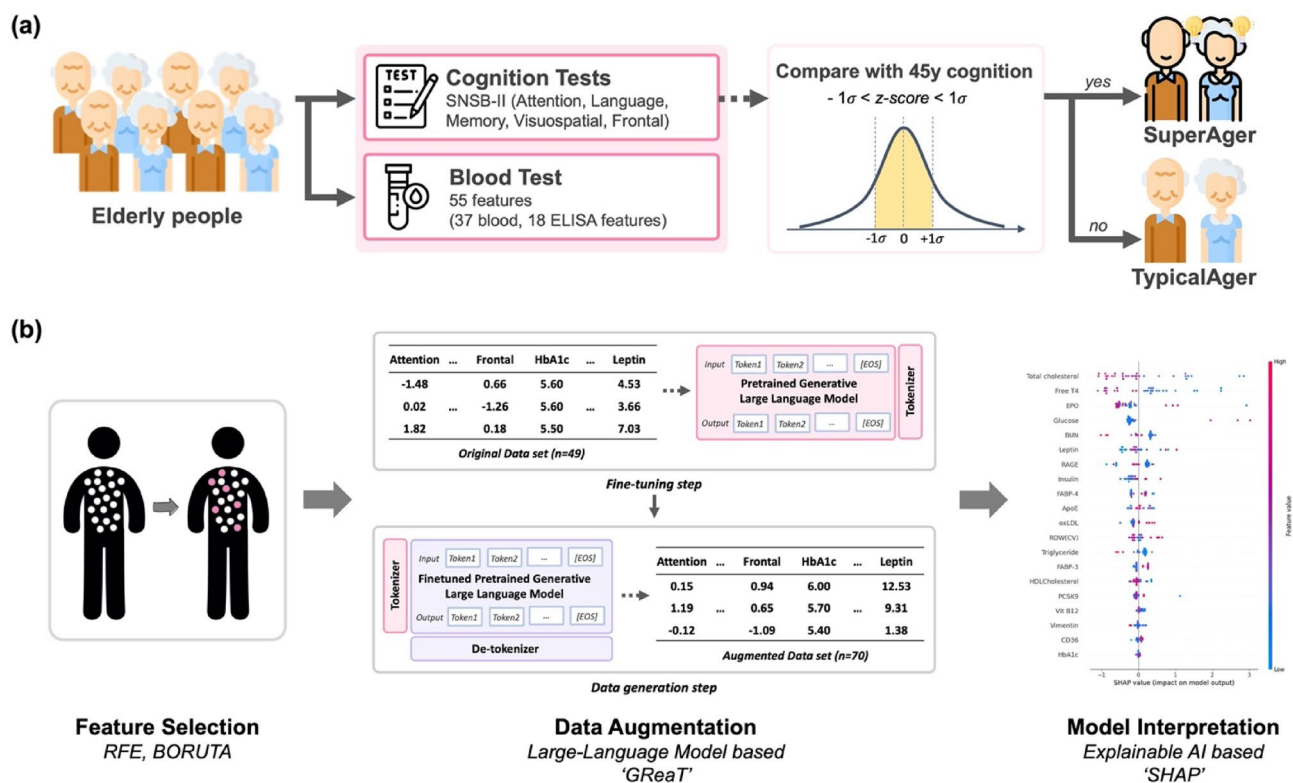 (a)
Elderly people
TEST
Cognition Tests
SNSB-II (Attention, Language,
Memory, Visuospatial, Frontal)
Blood Test
55 features
(37 blood, 18 ELISA features)
Compare with 45y cognition
- 1σ < z-score < 1σ
-1σ 0 +1σ
yes
SuperAger
no
TypicalAger
(b)
Attention ... Frontal HbA1c ... Leptin
-1.48 0.66 5.60 4.53
0.02 ... -1.26 5.60 ... 3.66
1.82 0.18 5.50 7.03
Original Data set (n=49)
Input Token1 Token2 ... [EOS]
Pretrained Generative
Large Language Model
Output Token1 Token2 ... [EOS]
Tokenizer
Fine-tuning step
Tokenizer
Input Token1 Token2 ... [EOS]
Finetuned Pretrained Generative
Large Language Model
Output Token1 Token2 ... [EOS]
De-tokenizer
Attention ... Frontal HbA1c ... Leptin
0.15 0.94 6.00 12.53
1.19 ... 0.65 5.70 ... 9.31
-0.12 -1.09 5.40 1.38
Augmented Data set (n=70)
Data generation step
High
Total cholesterol
Free T4
EPO
Glucose
BUN
Leptin
RAGE
Insulin
FABP-4
ApoE
oxLDL
RDW(CV)
Triglyceride
FABP-3
HDLCholesterol
PCSK9
Vit B12
Vimentin
CD36
HbA1c
Feature value
Low
-1 0 1 2 3
SHAP value (impact on model output)
Feature Selection
RFE, BORUTA
Data Augmentation
Large-Language Model based
‘GReaT’
Model Interpretation
Explainable AI based
‘SHAP’